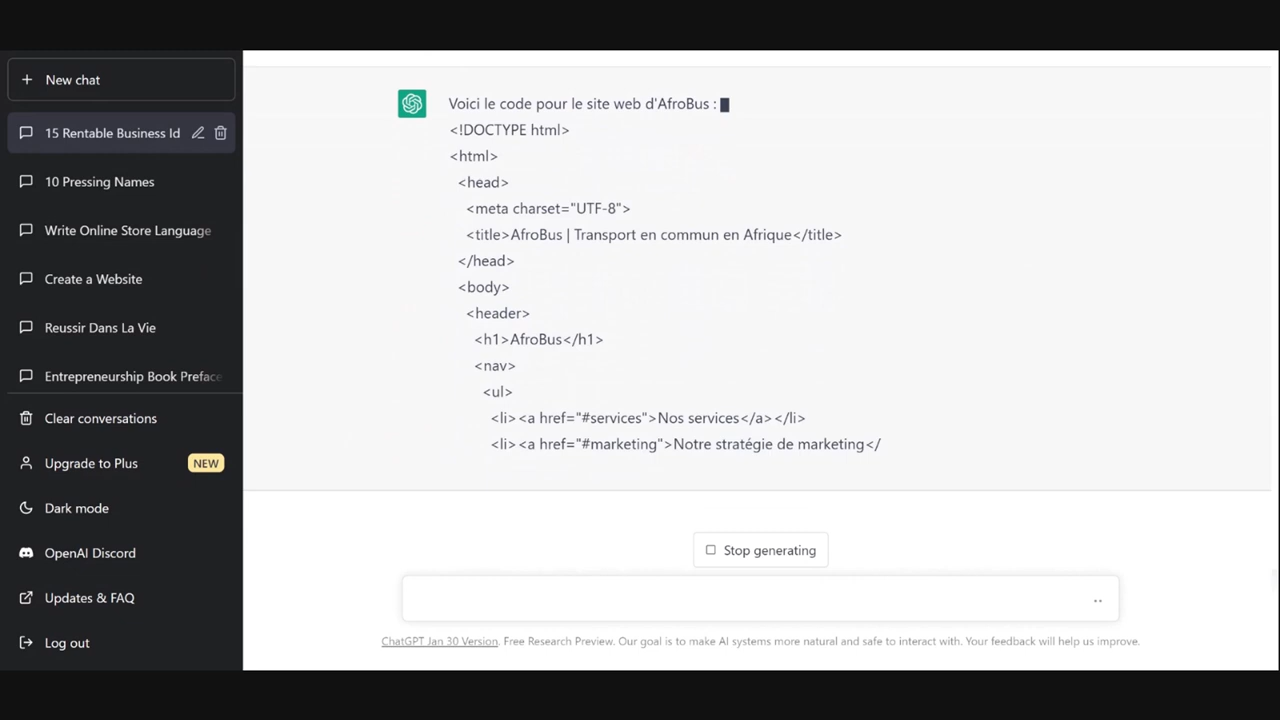 New chat
15 Rentable Business Id
10 Pressing Names
Write Online Store Language
Create a Website
Reussir Dans La Vie
Entrepreneurship Book Preface
Clear conversations
Upgrade to Plus NEW
Dark mode
OpenAI Discord
Updates & FAQ
Log out
Voici le code pour le site web d'AfroBus :
<!DOCTYPE html>
<html>
<head>
<meta charset="UTF-8">
<title>AfroBus | Transport en commun en Afrique</title>
</head>
<body>
<header>
<h1>AfroBus</h1>
<nav>
<ul>
<li><a href="#services">Nos services</a></li>
<li><a href="#marketing">Notre stratégie de marketing</
Stop generating
ChatGPT Jan 30 Version. Free Research Preview. Our goal is to make AI systems more natural and safe to interact with. Your feedback will help us improve.